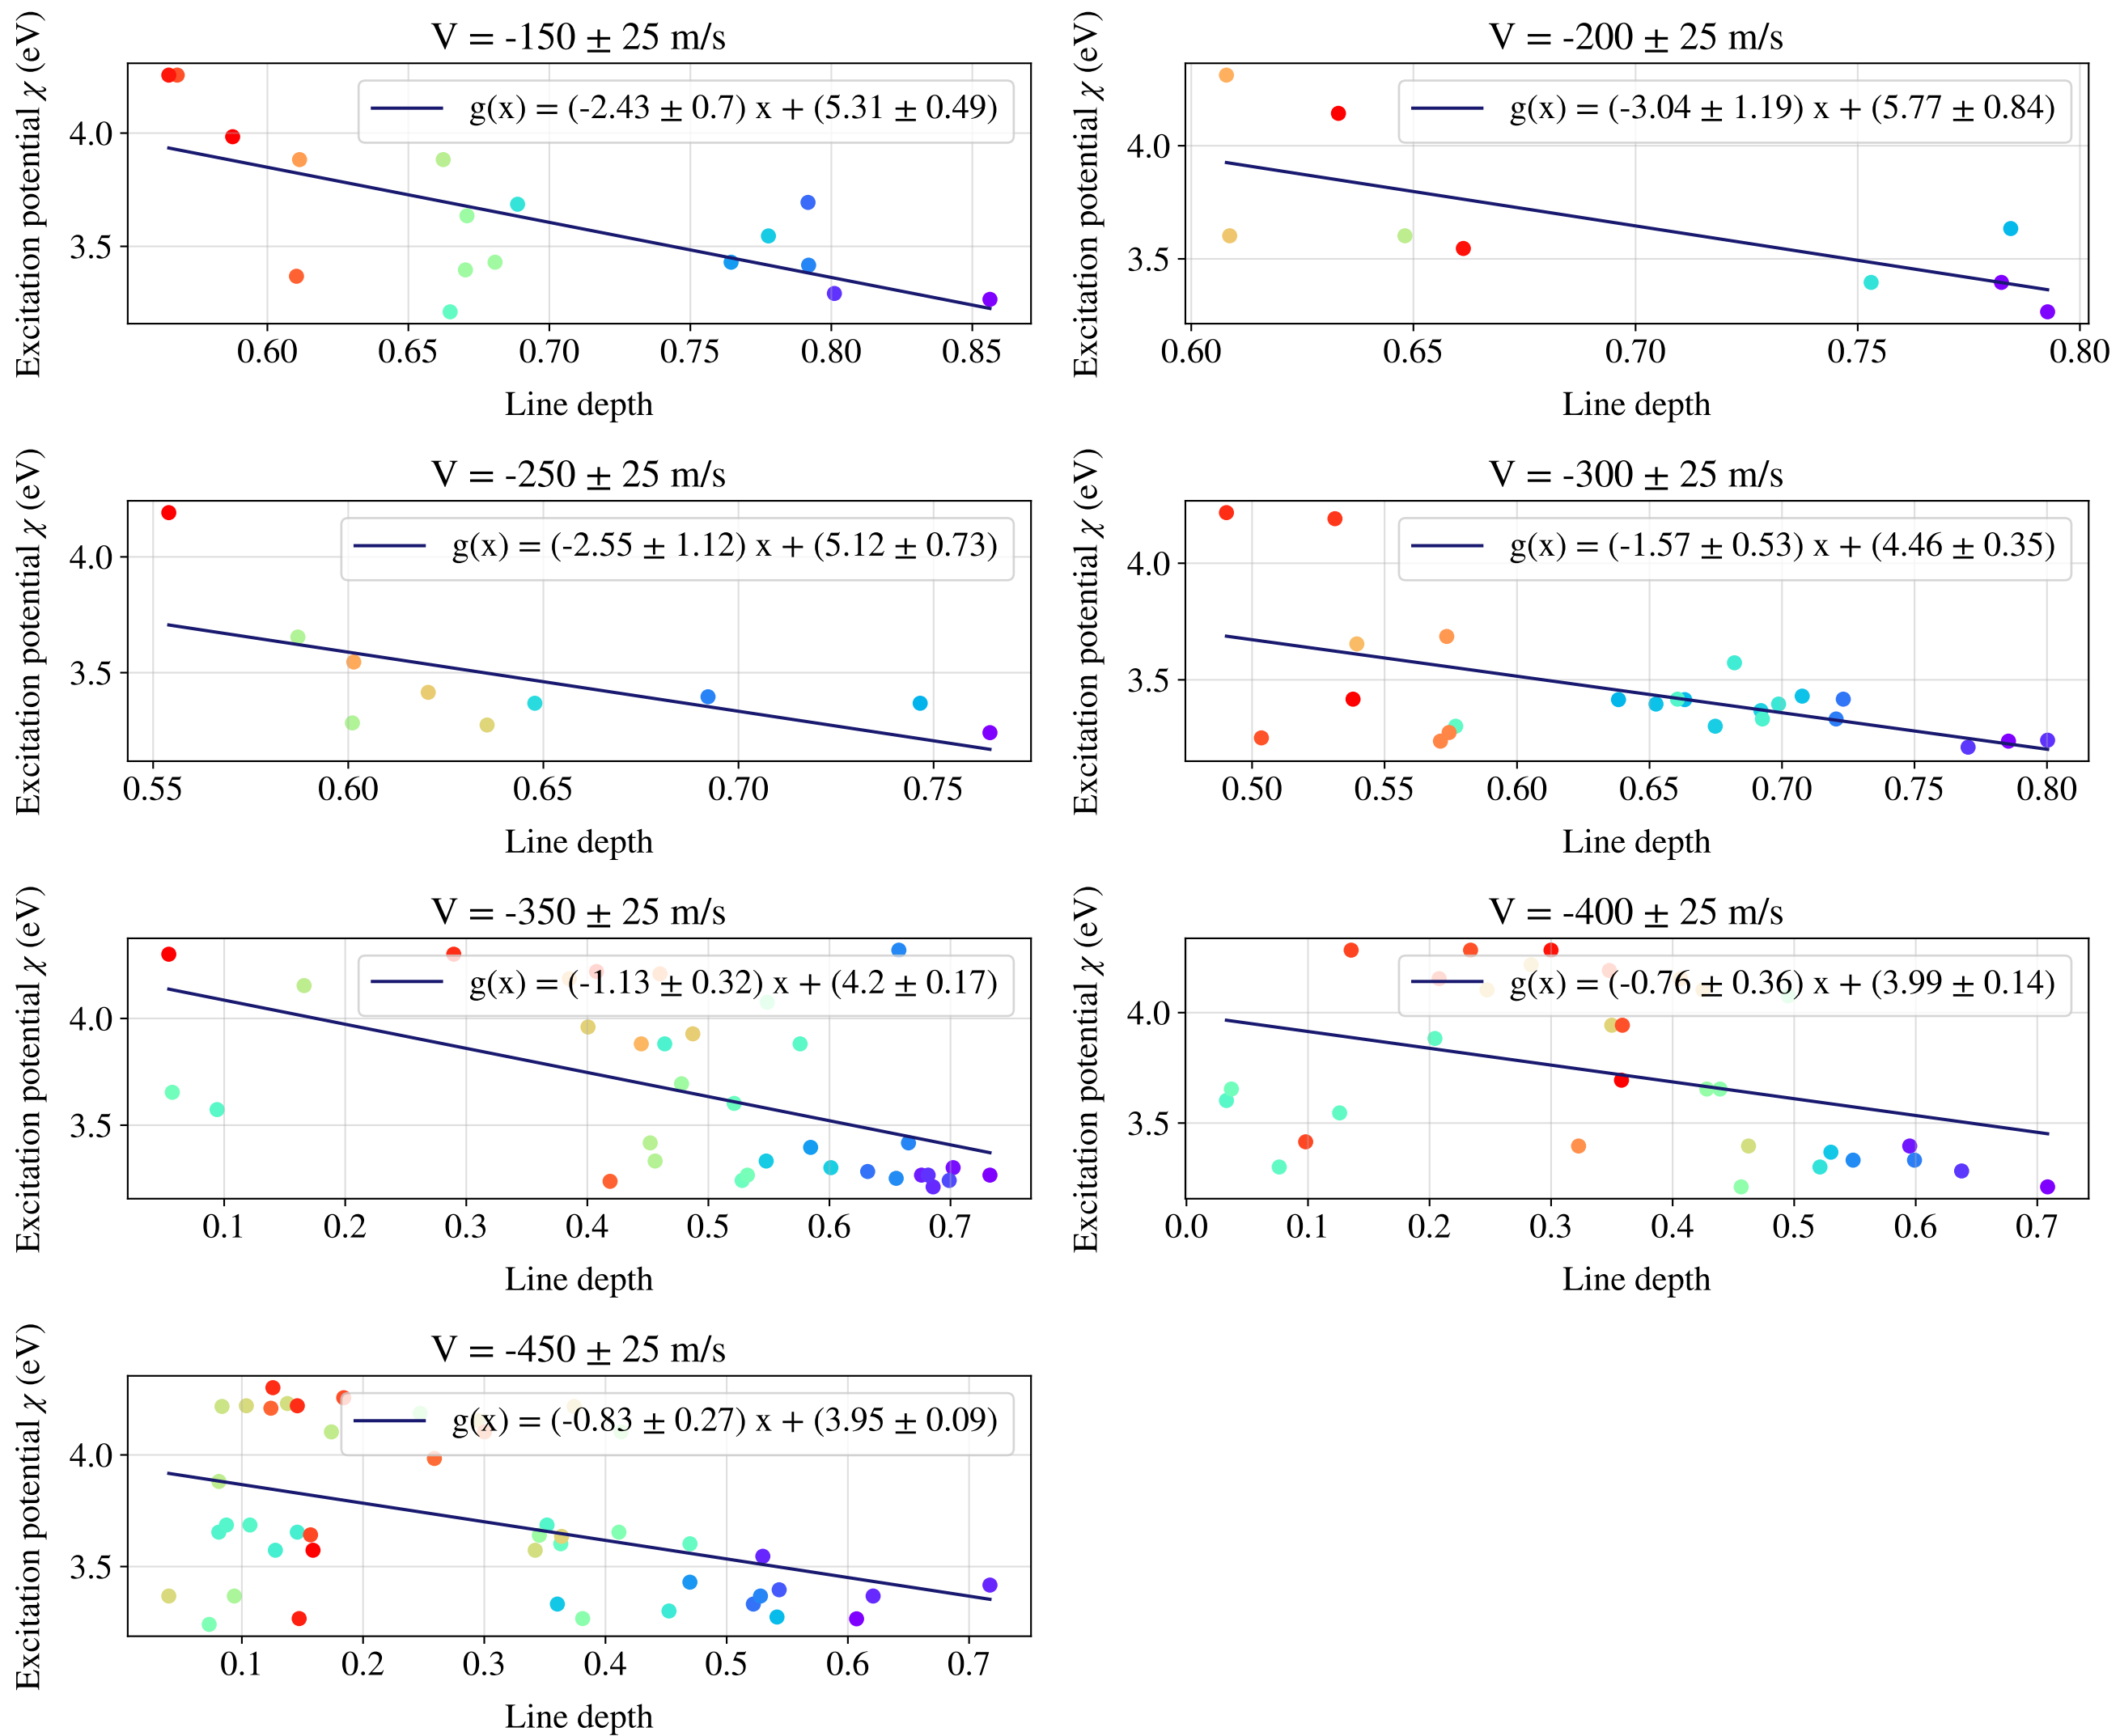 V = -150 ± 25 m/s
Excitation potential χ (eV)
4.0
3.5
g(x) = (-2.43 ± 0.7) x + (5.31 ± 0.49)
0.60 0.65 0.70 0.75 0.80 0.85
Line depth
V = -200 ± 25 m/s
Excitation potential χ (eV)
4.0
3.5
g(x) = (-3.04 ± 1.19) x + (5.77 ± 0.84)
0.60 0.65 0.70 0.75 0.80
Line depth
V = -250 ± 25 m/s
Excitation potential χ (eV)
4.0
3.5
g(x) = (-2.55 ± 1.12) x + (5.12 ± 0.73)
0.55 0.60 0.65 0.70 0.75
Line depth
V = -300 ± 25 m/s
Excitation potential χ (eV)
4.0
3.5
g(x) = (-1.57 ± 0.53) x + (4.46 ± 0.35)
0.50 0.55 0.60 0.65 0.70 0.75 0.80
Line depth
V = -350 ± 25 m/s
Excitation potential χ (eV)
4.0
3.5
g(x) = (-1.13 ± 0.32) x + (4.2 ± 0.17)
0.1 0.2 0.3 0.4 0.5 0.6 0.7
Line depth
V = -400 ± 25 m/s
Excitation potential χ (eV)
4.0
3.5
g(x) = (-0.76 ± 0.36) x + (3.99 ± 0.14)
0.0 0.1 0.2 0.3 0.4 0.5 0.6 0.7
Line depth
V = -450 ± 25 m/s
Excitation potential χ (eV)
4.0
3.5
g(x) = (-0.83 ± 0.27) x + (3.95 ± 0.09)
0.1 0.2 0.3 0.4 0.5 0.6 0.7
Line depth